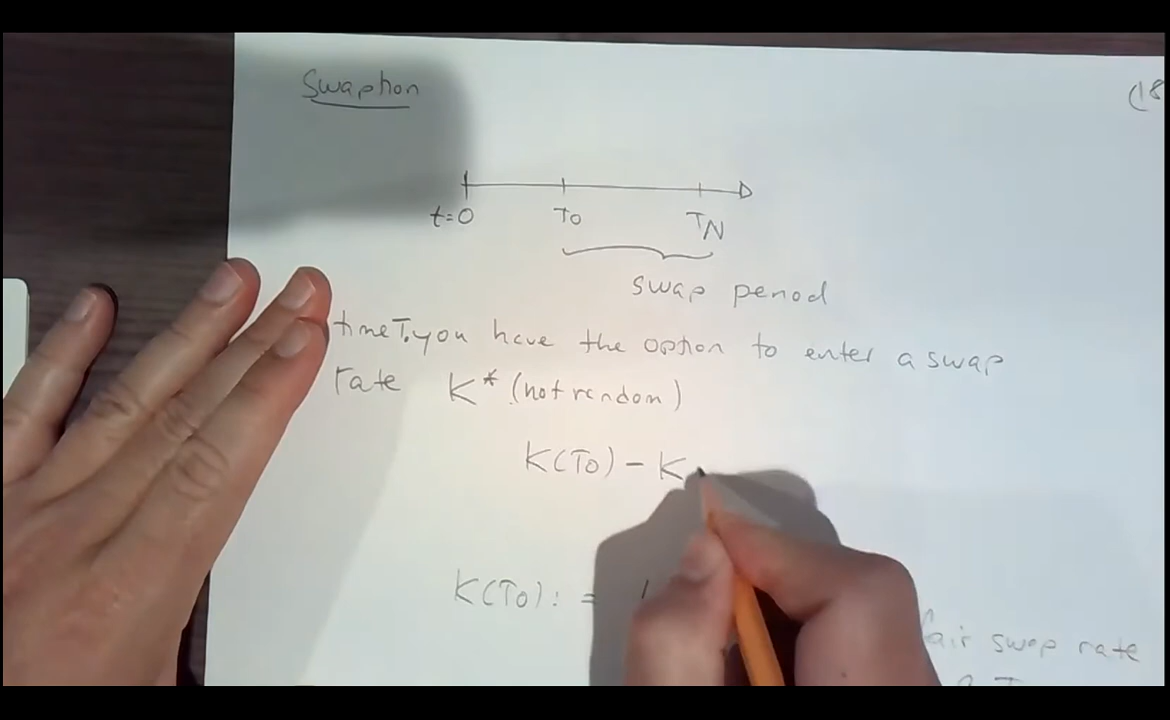 Swaption
(18
t=0 T0 TN
swap period
time T0 you have the option to enter a swap
rate K* (not random)
K(T0) - K
K(T0) : =
fair swap rate